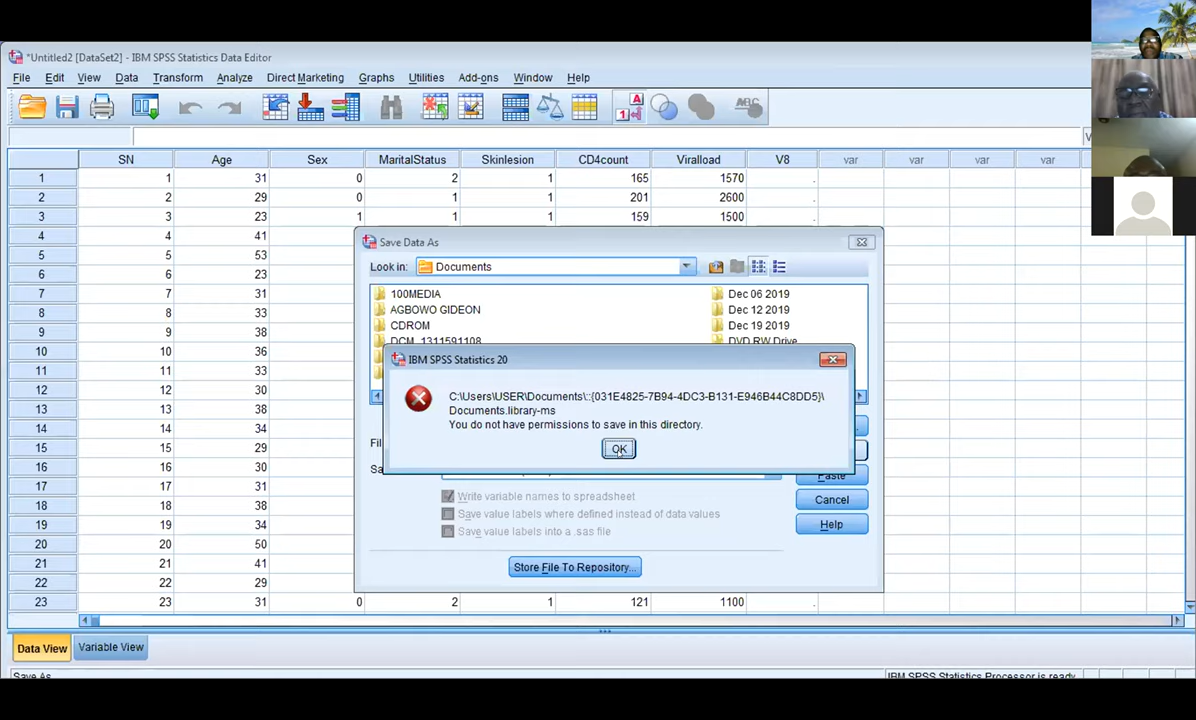 *Untitled2 [DataSet2] - IBM SPSS Statistics Data Editor
File Edit View Data Transform Analyze Direct Marketing Graphs Utilities Add-ons Window Help
SN Age Sex MaritalStatus Skinlesion CD4count Viralload V8 var var var var
1 1 31 0 2 1 165 1570 .
2 2 29 0 1 1 201 2600 .
3 3 23 1 1 1 159 1500 .
4 4 41
5 5 53
6 6 23
7 7 31
8 8 33
9 9 38
10 10 36
11 11 33
12 12 30
13 13 38
14 14 40
15 15 48
16 16 30
17 17 31
18 18 38
19 19 34
20 20 50
21 21 41
22 22 29
23 23 31 0 2 1 121 1100 .
Save Data As
Look in: Documents
100MEDIA Dec 06 2019
AGBOWO GIDEON Dec 12 2019
CDROM Dec 19 2019
DCM_1311591108 DVD RW Drive
IBM SPSS Statistics 20
C:\Users\USER\Documents\::{031E4825-7B94-4DC3-B131-E946B44C8DD5}\
Documents.library-ms
You do not have permissions to save in this directory.
OK
Paste
Write variable names to spreadsheet
Cancel
Save value labels where defined instead of data values
Save value labels into a .sas file
Help
Store File To Repository...
Data View Variable View
Save As
IBM SPSS Statistics Processor is ready